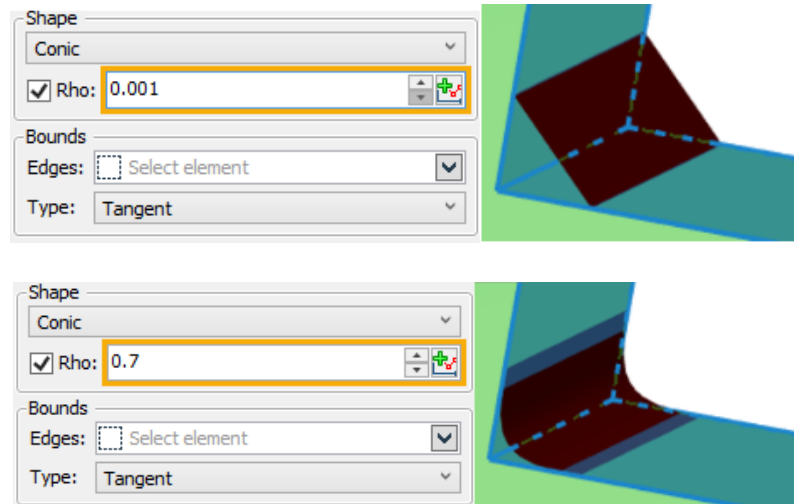 Shape
Conic
Rho: 0.001
Bounds
Edges: Select element
Type: Tangent
Shape
Conic
Rho: 0.7
Bounds
Edges: Select element
Type: Tangent